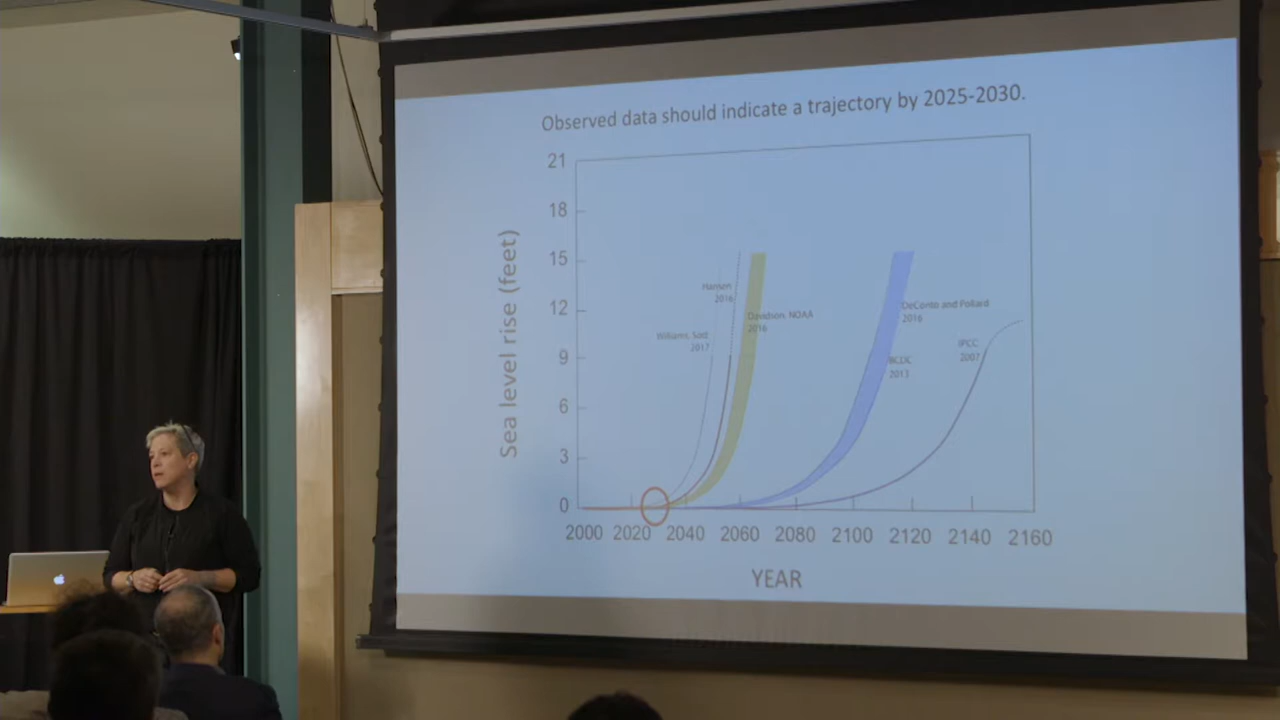 Observed data should indicate a trajectory by 2025-2030.
Sea level rise (feet)
21
18
15
12
9
6
3
0
Hansen
2016
Davidson, NOAA
2016
Williams, SStd
2017
DeConto and Pollard
2016
BCDC
2013
IPCC
2007
2000 2020 2040 2060 2080 2100 2120 2140 2160
YEAR